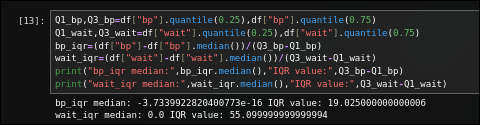 [13]: Q1_bp,Q3_bp=df["bp"].quantile(0.25),df["bp"].quantile(0.75)
Q1_wait,Q3_wait=df["wait"].quantile(0.25),df["wait"].quantile(0.75)
bp_iqr=(df["bp"]-df["bp"].median())/(Q3_bp-Q1_bp)
wait_iqr=(df["wait"]-df["wait"].median())/(Q3_wait-Q1_wait)
print("bp_iqr median:",bp_iqr.median(),"IQR value:",Q3_bp-Q1_bp)
print("wait_iqr median:",wait_iqr.median(),"IQR value:",Q3_wait-Q1_wait)
bp_iqr median: -3.7339922820400773e-16 IQR value: 19.025000000000006
wait_iqr median: 0.0 IQR value: 55.099999999999994